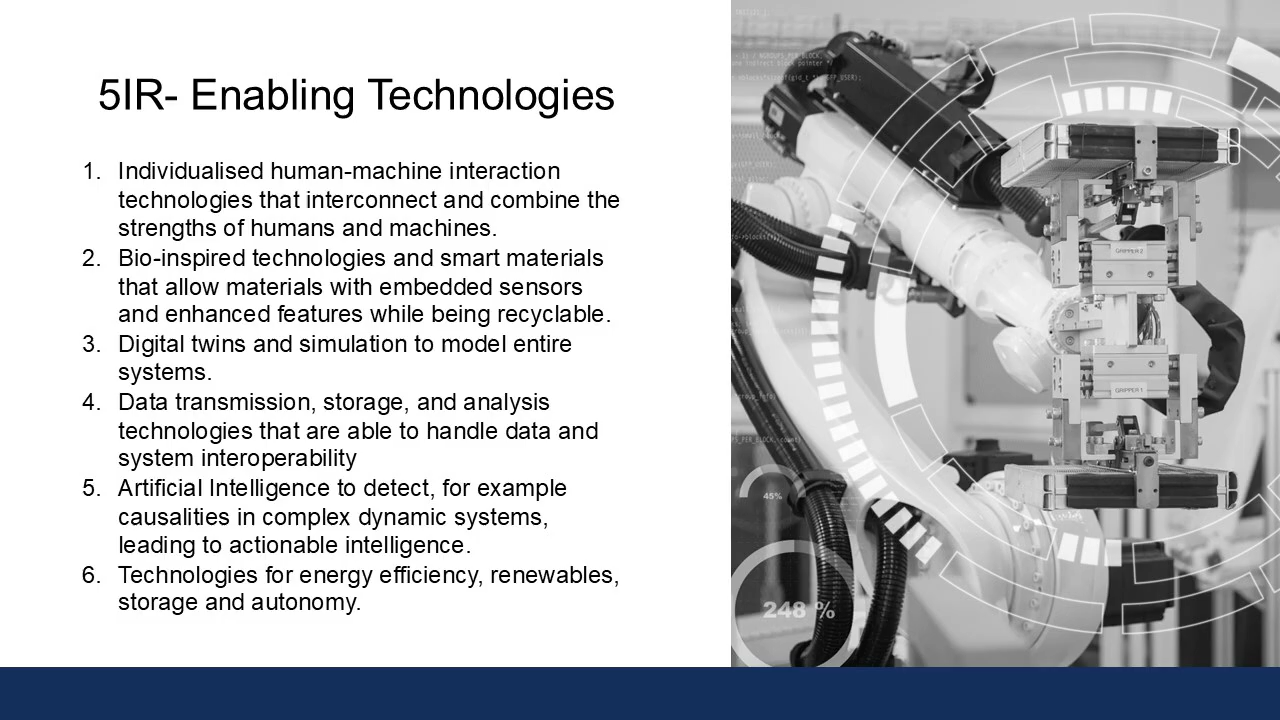 5IR- Enabling Technologies
1. Individualised human-machine interaction
technologies that interconnect and combine the
strengths of humans and machines.
2. Bio-inspired technologies and smart materials
that allow materials with embedded sensors
and enhanced features while being recyclable.
3. Digital twins and simulation to model entire
systems.
4. Data transmission, storage, and analysis
technologies that are able to handle data and
system interoperability
5. Artificial Intelligence to detect, for example
causalities in complex dynamic systems,
leading to actionable intelligence.
6. Technologies for energy efficiency, renewables,
storage and autonomy.
GRIPPER 2
GRIPPER 1
45%
248 %